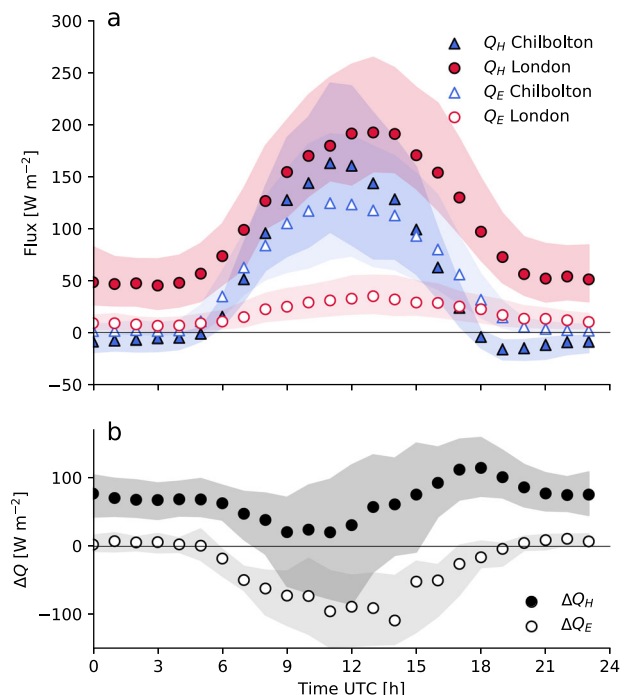 a
300
250
200
150
100
50
0
−50
Flux [W m⁻²]
Q_H Chilbolton
Q_H London
Q_E Chilbolton
Q_E London
b
100
0
−100
ΔQ [W m⁻²]
ΔQ_H
ΔQ_E
0 3 6 9 12 15 18 21 24
Time UTC [h]